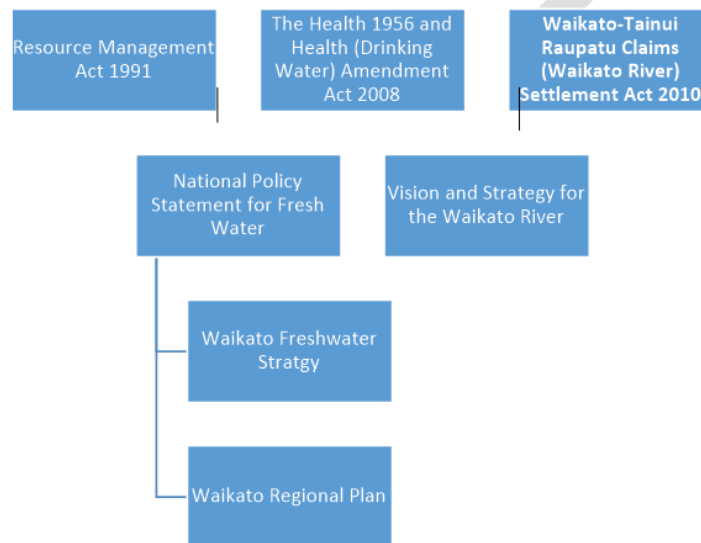 Resource Management
Act 1991
The Health 1956 and
Health (Drinking
Water) Amendment
Act 2008
Waikato-Tainui
Raupatu Claims
(Waikato River)
Settlement Act 2010
National Policy
Statement for Fresh
Water
Vision and Strategy for
the Waikato River
Waikato Freshwater
Stratgy
Waikato Regional Plan